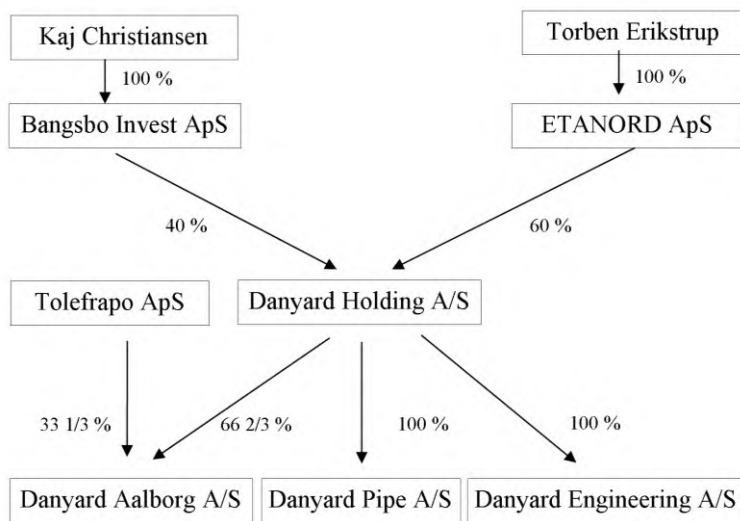 Kaj Christiansen
Torben Erikstrup
100 %
100 %
Bangsbo Invest ApS
ETANORD ApS
40 %
60 %
Tolefrapo ApS
Danyard Holding A/S
33 1/3 %
66 2/3 %
100 %
100 %
Danyard Aalborg A/S
Danyard Pipe A/S
Danyard Engineering A/S